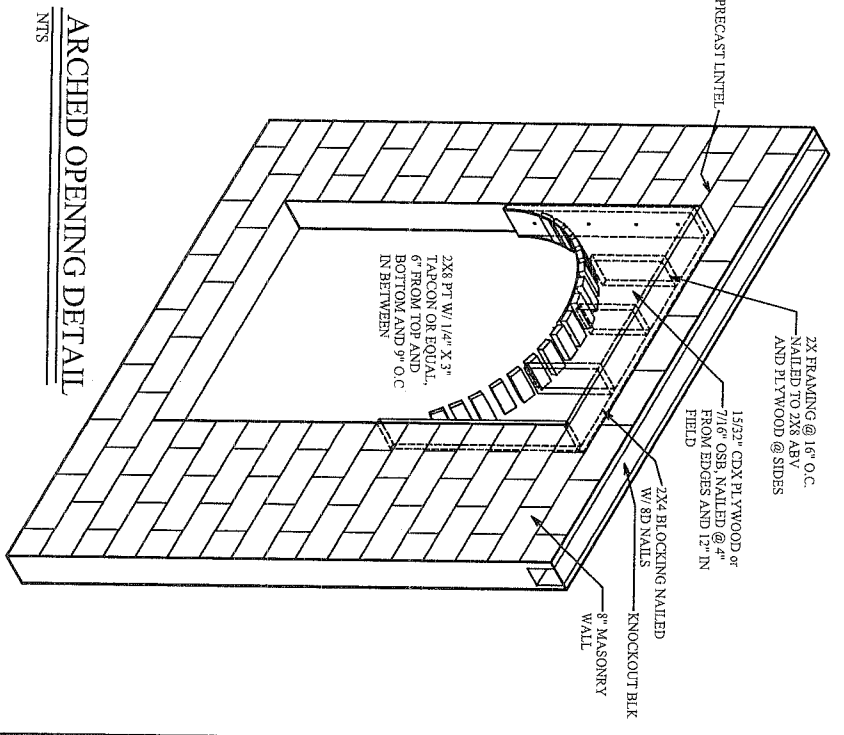 PRECAST LINTEL
2X FRAMING @ 16" O.C.
NAILED TO 2X8 ABV
AND PLYWOOD @ SIDES
15/32" CDX PLYWOOD or
7/16" OSB, NAILED @ 4"
FROM EDGES AND 12" IN
FIELD
2X4 BLOCKING NAILED
W/ 8D NAILS
KNOCKOUT BLK
8" MASONRY
WALL
2X8 PT W/ 1/4" X 3"
TAPCON OR EQUAL,
6" FROM TOP AND
BOTTOM AND 9" O.C
IN BETWEEN
ARCHED OPENING DETAIL
NTS